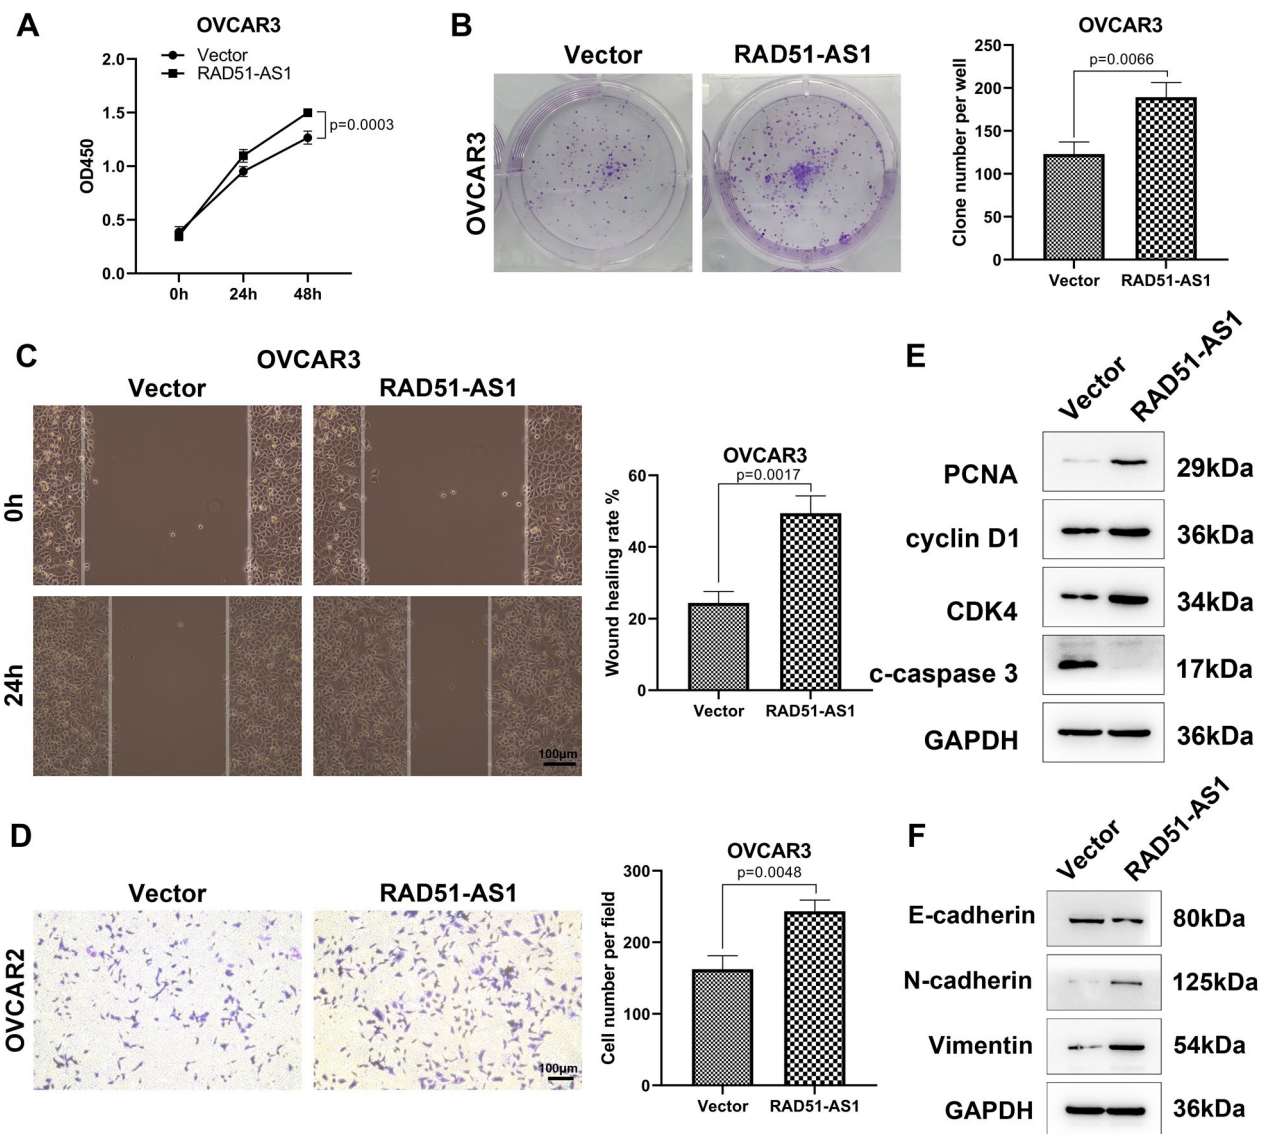 A
OVCAR3
Vector
RAD51-AS1
2.0
1.5
1.0
0.5
0.0
OD450
p=0.0003
0h
24h
48h
B
Vector
RAD51-AS1
OVCAR3
OVCAR3
p=0.0066
250
200
150
100
50
0
Clone number per well
Vector
RAD51-AS1
C
OVCAR3
Vector
RAD51-AS1
0h
24h
100μm
OVCAR3
p=0.0017
60
40
20
0
Wound healing rate %
Vector
RAD51-AS1
D
Vector
RAD51-AS1
OVCAR2
100μm
OVCAR3
p=0.0048
300
200
100
0
Cell number per field
Vector
RAD51-AS1
E
Vector
RAD51-AS1
PCNA
29kDa
cyclin D1
36kDa
CDK4
34kDa
c-caspase 3
17kDa
GAPDH
36kDa
F
Vector
RAD51-AS1
E-cadherin
80kDa
N-cadherin
125kDa
Vimentin
54kDa
GAPDH
36kDa